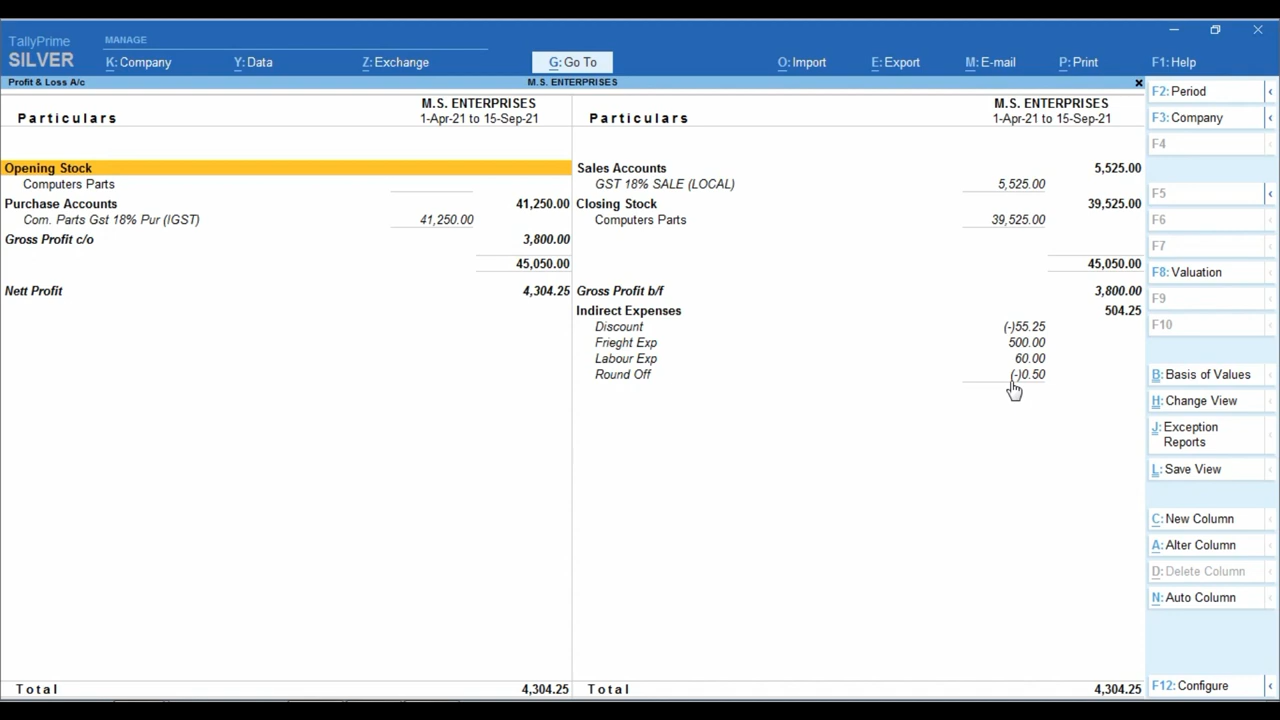 TallyPrime
SILVER
MANAGE
K: Company
Y: Data
Z: Exchange
G: Go To
O: Import
E: Export
M: E-mail
P: Print
F1: Help
Profit & Loss A/c
M.S. ENTERPRISES
Particulars
M.S. ENTERPRISES
1-Apr-21 to 15-Sep-21
Opening Stock
Computers Parts
Purchase Accounts 41,250.00
Com. Parts Gst 18% Pur (IGST) 41,250.00
Gross Profit c/o 3,800.00
45,050.00
Nett Profit 4,304.25
Total 4,304.25
Particulars
M.S. ENTERPRISES
1-Apr-21 to 15-Sep-21
Sales Accounts 5,525.00
GST 18% SALE (LOCAL) 5,525.00
Closing Stock 39,525.00
Computers Parts 39,525.00
45,050.00
Gross Profit b/f 3,800.00
Indirect Expenses 504.25
Discount (-)55.25
Frieght Exp 500.00
Labour Exp 60.00
Round Off (-)0.50
Total 4,304.25
F2: Period
F3: Company
F4
F5
F6
F7
F8: Valuation
F9
F10
B: Basis of Values
H: Change View
J: Exception
Reports
L: Save View
C: New Column
A: Alter Column
D: Delete Column
N: Auto Column
F12: Configure